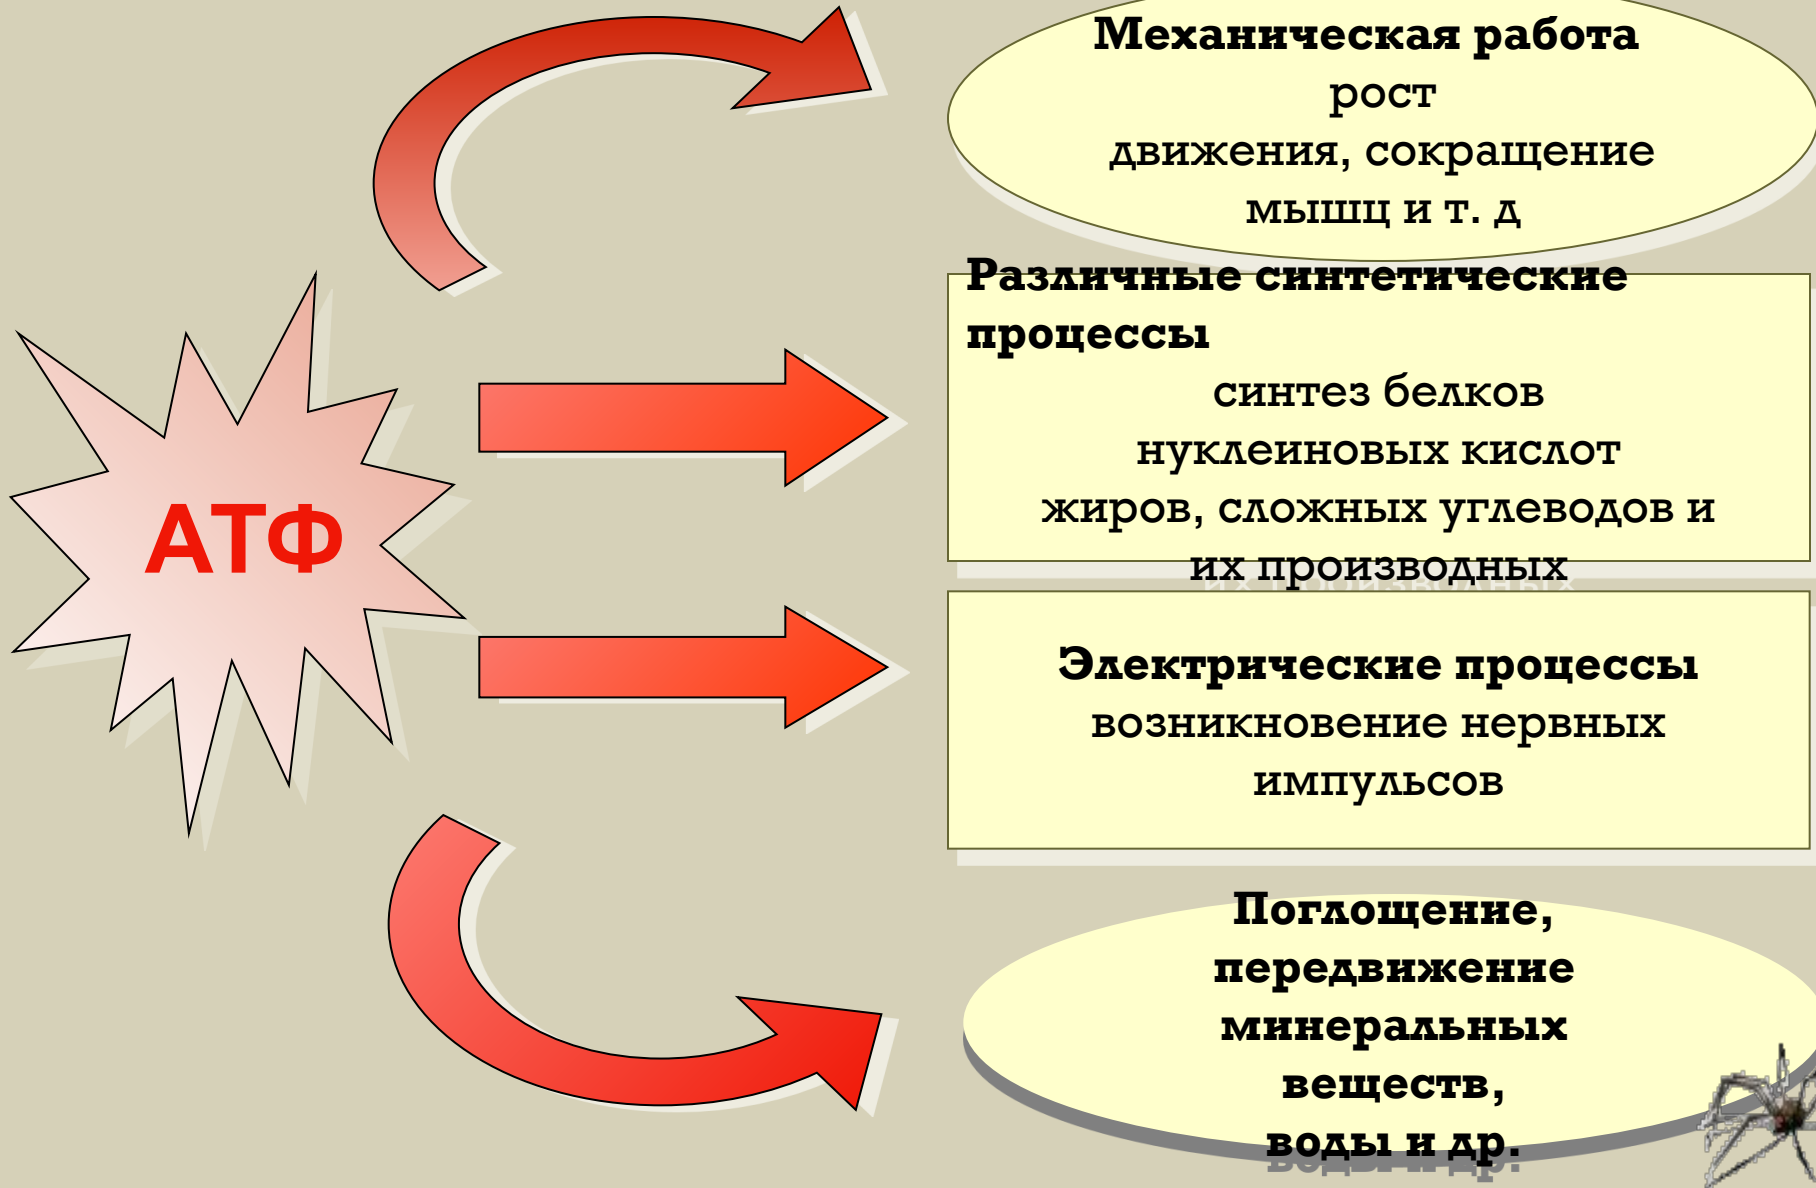 Механическая работа
рост
движения, сокращение
мышц и т. д
Различные синтетические
процессы
синтез белков
нуклеиновых кислот
жиров, сложных углеводов и
их производных
АТФ
Электрические процессы
возникновение нервных
импульсов
Поглощение,
передвижение
минеральных
веществ,
воды и др.